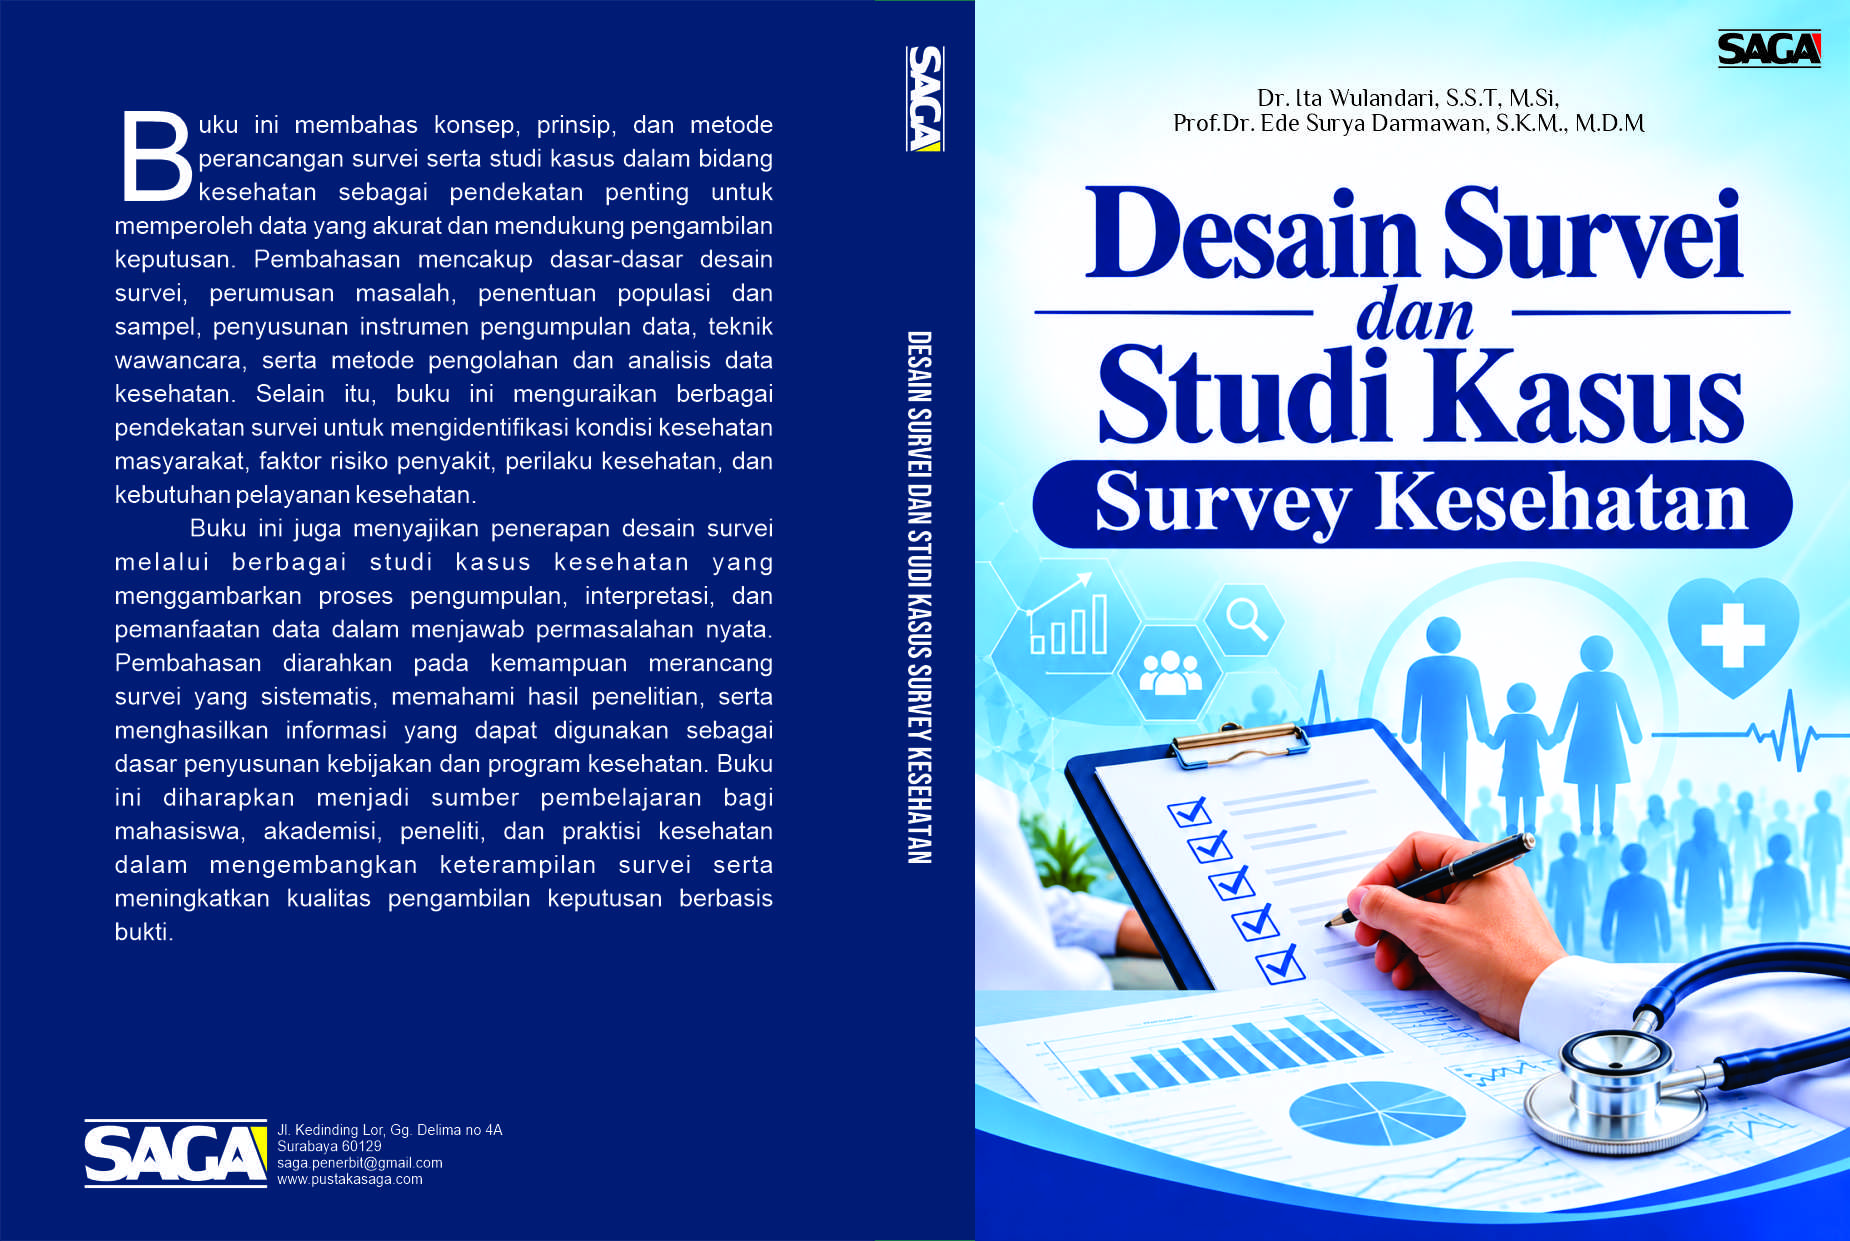 Buku ini membahas konsep, prinsip, dan metode
perancangan survei serta studi kasus dalam bidang
kesehatan sebagai pendekatan penting untuk
memperoleh data yang akurat dan mendukung pengambilan
keputusan. Pembahasan mencakup dasar-dasar desain
survei, perumusan masalah, penentuan populasi dan
sampel, penyusunan instrumen pengumpulan data, teknik
wawancara, serta metode pengolahan dan analisis data
kesehatan. Selain itu, buku ini menguraikan berbagai
pendekatan survei untuk mengidentifikasi kondisi kesehatan
masyarakat, faktor risiko penyakit, perilaku kesehatan, dan
kebutuhan pelayanan kesehatan.
Buku ini juga menyajikan penerapan desain survei
melalui berbagai studi kasus kesehatan yang
menggambarkan proses pengumpulan, interpretasi, dan
pemanfaatan data dalam menjawab permasalahan nyata.
Pembahasan diarahkan pada kemampuan merancang
survei yang sistematis, memahami hasil penelitian, serta
menghasilkan informasi yang dapat digunakan sebagai
dasar penyusunan kebijakan dan program kesehatan. Buku
ini diharapkan menjadi sumber pembelajaran bagi
mahasiswa, akademisi, peneliti, dan praktisi kesehatan
dalam mengembangkan keterampilan survei serta
meningkatkan kualitas pengambilan keputusan berbasis
bukti.
SAGA
Jl. Kedinding Lor, Gg. Delima no 4A
Surabaya 60129
saga.penerbit@gmail.com
www.pustakasaga.com
SAGA
DESAIN SURVEI DAN STUDI KASUS SURVEY KESEHATAN
SAGA
Dr. Ita Wulandari, S.S.T, M.Si,
Prof.Dr. Ede Surya Darmawan, S.K.M., M.D.M
Desain Survei
dan
Studi Kasus
Survey Kesehatan